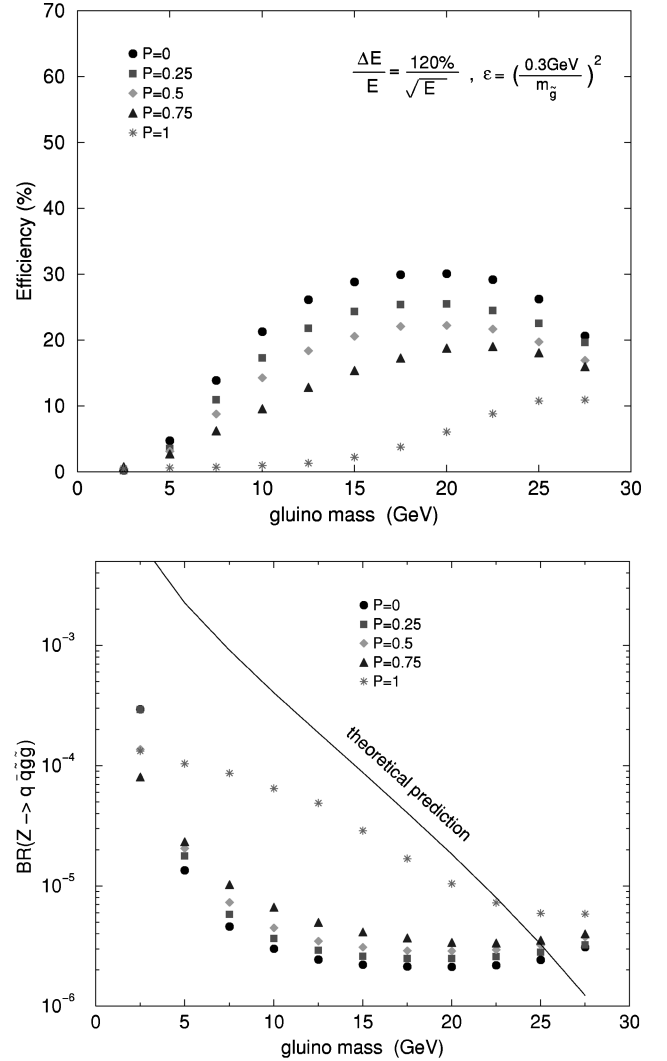 70
60
50
40
30
20
10
0
Efficiency (%)
P=0
P=0.25
P=0.5
P=0.75
P=1
ΔE/E = 120%/√E , ε = (0.3GeV/m_g̃)^2
0 5 10 15 20 25 30
gluino mass (GeV)
10^-3
10^-4
10^-5
10^-6
BR(Z -> q q̄ g̃ g̃)
P=0
P=0.25
P=0.5
P=0.75
P=1
theoretical prediction
0 5 10 15 20 25 30
gluino mass (GeV)